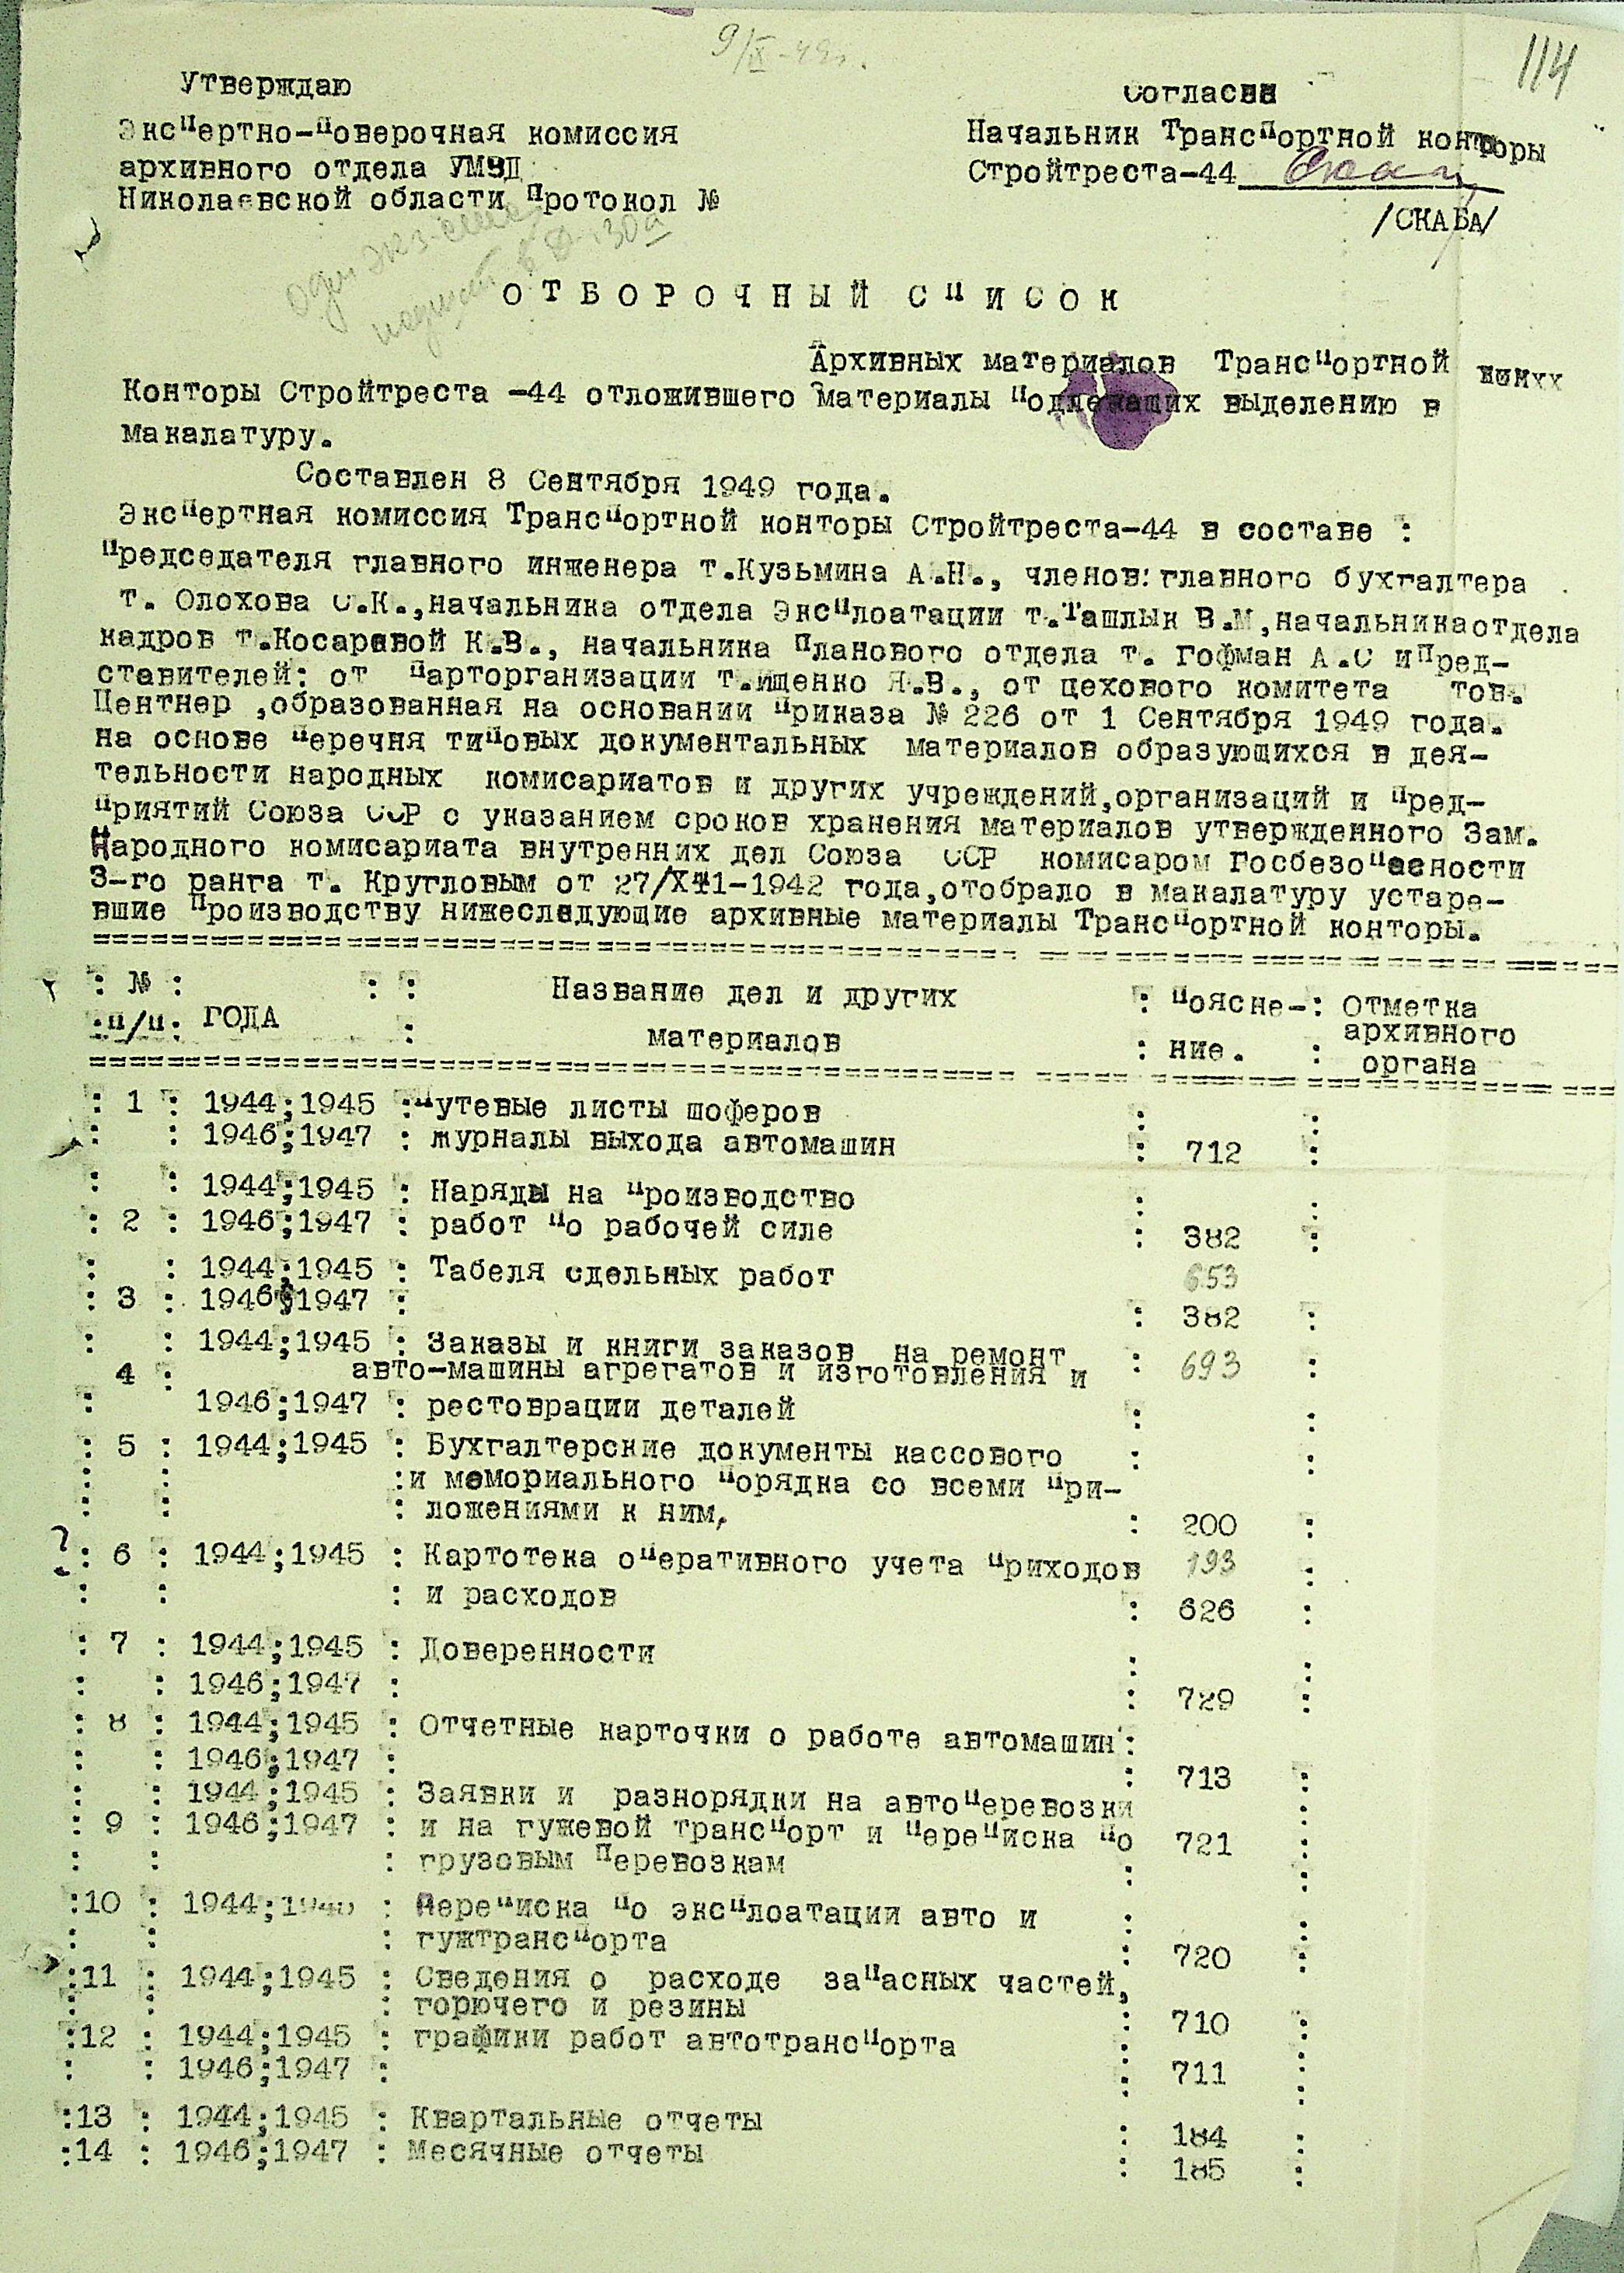 9/IX-49г.
114
Утверждаю
Согласен
Экспертно-поверочная комиссия
архивного отдела УМВД
Николаевской области Протокол №
Начальник Транспортной конторы
Стройтреста-44
/СКАБА/
один экз.
ОТБОРОЧНЫЙ СПИСОК
Архивных материалов Транспортной
Конторы Стройтреста -44 отложившего материалы подлежащих выделению в
макалатуру.
Составлен 8 Сентября 1949 года.
Экспертная комиссия Транспортной конторы Стройтреста-44 в составе :
Председателя главного инженера т.Кузьмина А.Н., членов: главного бухгалтера
т. Олохова С.К.,начальника отдела эксплоатации т.Ташлык В.М,начальникаотдела
кадров т.Косаревой К.В., начальника планового отдела т. Гофман А.С ипред-
ставителей: от парторганизации т.ищенко Я.В., от цехового комитета тов.
Центнер ,образованная на основании приказа № 226 от 1 Сентября 1949 года.
на основе перечня типовых документальных материалов образующихся в дея-
тельности народных комисариатов и других учреждений,организаций и пред-
приятий Союза ССР с указанием сроков хранения материалов утвержденного Зам.
Народного комисариата внутренних дел Союза ССР комисаром Госбезопасности
3-го ранга т. Кругловым от 27/XII-1942 года,отобрало в макалатуру устаре-
вшие производству нижеследующие архивные материалы Транспортной конторы.
: № : : : Название дел и других : Поясне-: Отметка
:п/п: ГОДА : материалов : ние. : архивного
органа
: 1 : 1944;1945 :Путевые листы шоферов : :
: : 1946;1947 : журналы выхода автомашин : 712 :
: : 1944;1945 : Наряды на производство : :
: 2 : 1946;1947 : работ по рабочей силе : 382 :
: : 1944;1945 : Табеля сдельных работ 653
: 3 : 1946;1947 : : 382 :
: : 1944;1945 : Заказы и книги заказов на ремонт : 693 :
4 : авто-машины агрегатов и изготовления и
: 1946;1947 : рестоврации деталей : :
: 5 : 1944;1945 : Бухгалтерские документы кассового : :
: : :и мемориального порядка со всеми при-
: : : ложениями к ним, : 200 :
? : 6 : 1944;1945 : Картотека оперативного учета приходов 193 :
: : : и расходов : 626 :
: 7 : 1944;1945 : Доверенности : :
: : 1946;1947 : : 729 :
: 8 : 1944;1945 : Отчетные карточки о работе автомашин :
: : 1946;1947 : : 713 :
: : 1944;1945 : Заявки и разнорядки на автоперевозки :
: 9 : 1946;1947 : и на гужевой транспорт и переписка по 721 :
: : : грузовым перевозкам : :
:10 : 1944;1945 : Переписка по эксплоатации авто и : :
: : : гужтранспорта : 720 :
:11 : 1944;1945 : Сведения о расходе запасных частей,
: : : горючего и резины : 710 :
:12 : 1944;1945 : графики работ автотранспорта : :
: : 1946;1947 : : 711 :
:13 : 1944;1945 : Квартальные отчеты : 184 :
:14 : 1946;1947 : Месячные отчеты : 185 :